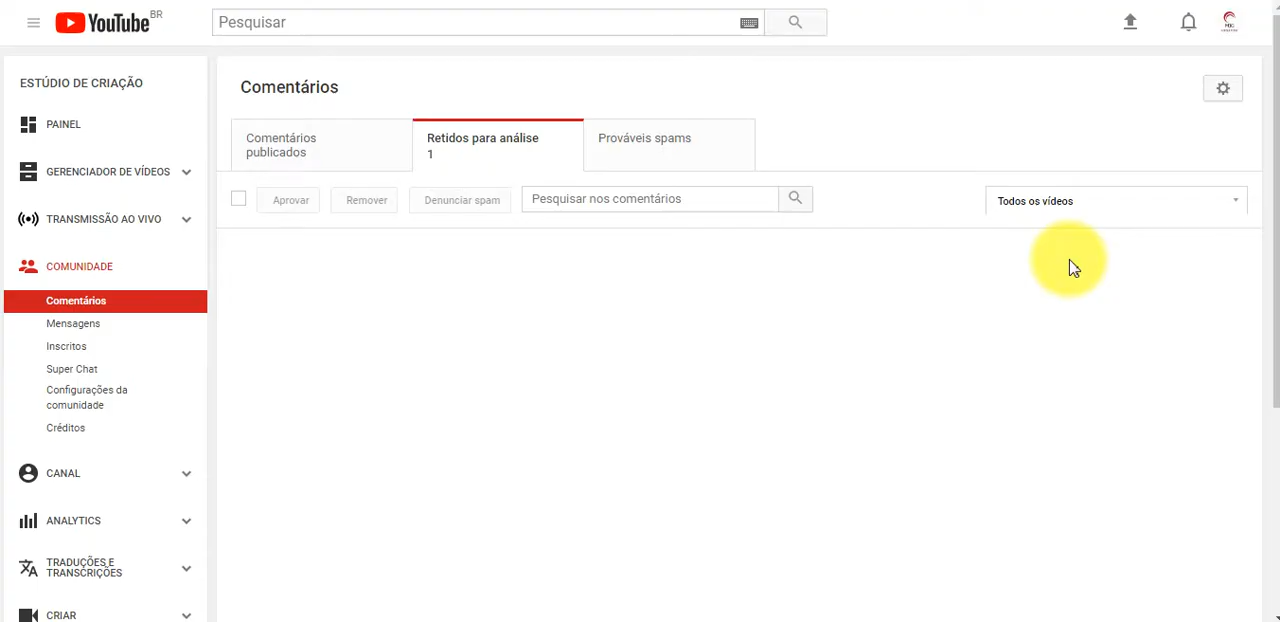 YouTube BR
Pesquisar
ESTÚDIO DE CRIAÇÃO
PAINEL
GERENCIADOR DE VÍDEOS
TRANSMISSÃO AO VIVO
COMUNIDADE
Comentários
Mensagens
Inscritos
Super Chat
Configurações da
comunidade
Créditos
CANAL
ANALYTICS
TRADUÇÕES E
TRANSCRIÇÕES
CRIAR
Comentários
Comentários
publicados
Retidos para análise
1
Prováveis spams
Aprovar
Remover
Denunciar spam
Pesquisar nos comentários
Todos os vídeos